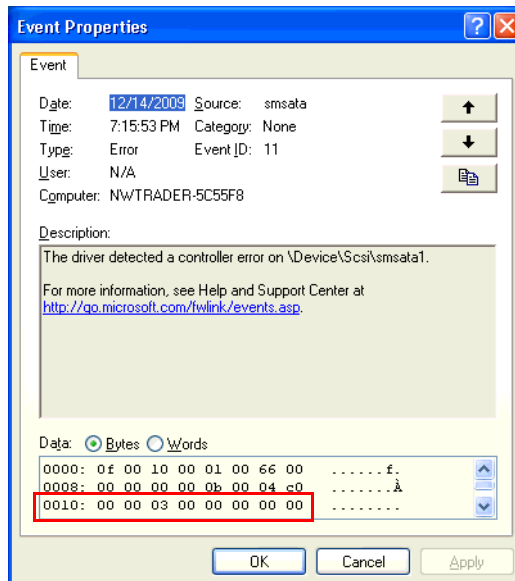 Event Properties
Event
Date: 12/14/2009 Source: smsata
Time: 7:15:53 PM Category: None
Type: Error Event ID: 11
User: N/A
Computer: NWTRADER-5C55F8
Description:
The driver detected a controller error on \Device\Scsi\smsata1.
For more information, see Help and Support Center at
http://go.microsoft.com/fwlink/events.asp.
Data: Bytes Words
0000: 0f 00 10 00 01 00 66 00 ......f.
0008: 00 00 00 00 0b 00 04 c0 .......À
0010: 00 00 03 00 00 00 00 00 ........
OK Cancel Apply